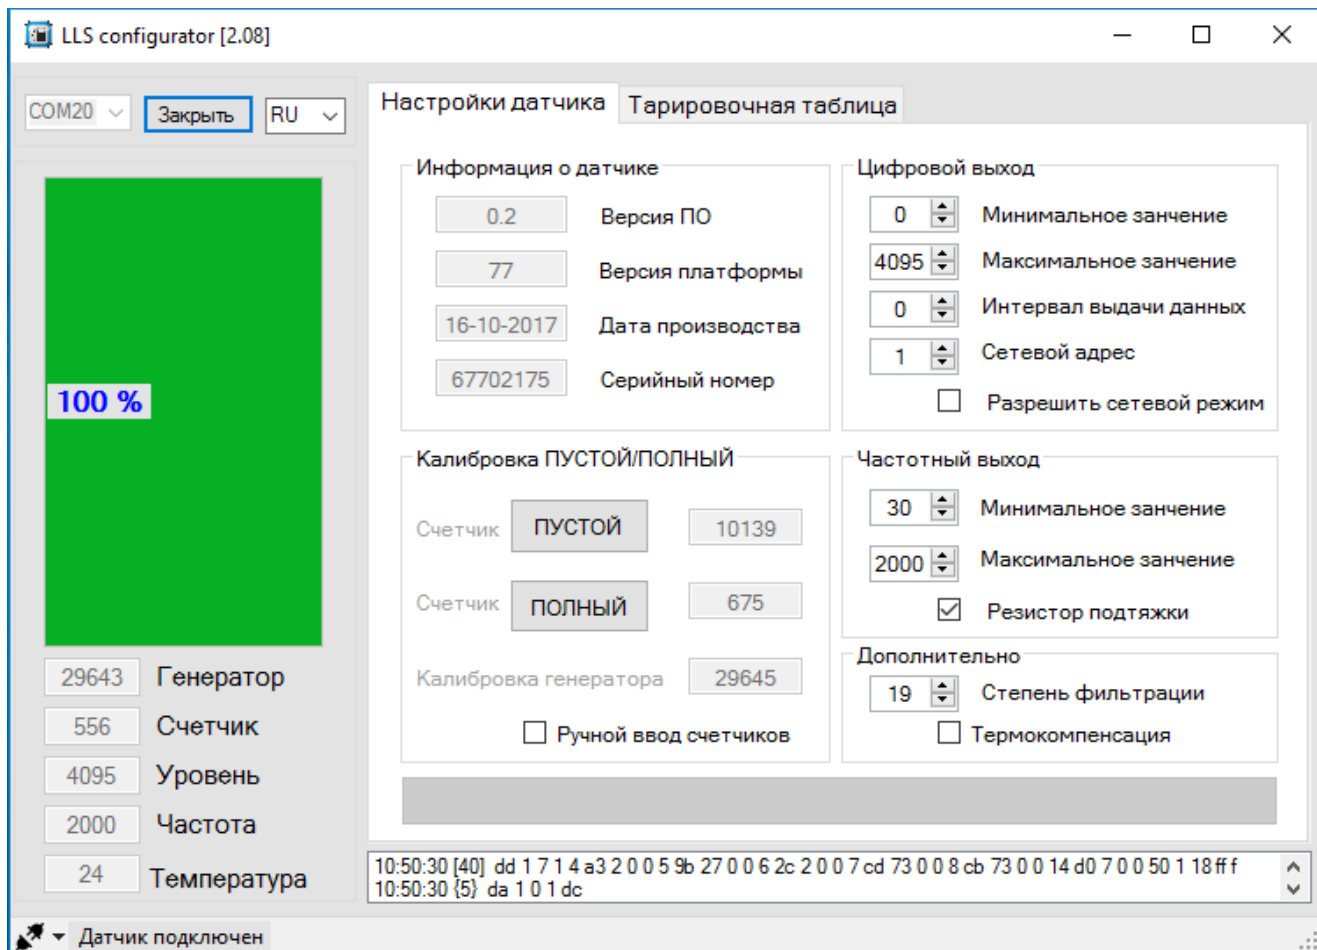 LLS configurator [2.08]
COM20 Закрыть RU
Настройки датчика Тарировочная таблица
100 %
29643 Генератор
556 Счетчик
4095 Уровень
2000 Частота
24 Температура
Информация о датчике
0.2 Версия ПО
77 Версия платформы
16-10-2017 Дата производства
67702175 Серийный номер
Калибровка ПУСТОЙ/ПОЛНЫЙ
Счетчик ПУСТОЙ 10139
Счетчик ПОЛНЫЙ 675
Калибровка генератора 29645
Ручной ввод счетчиков
Цифровой выход
0 Минимальное занчение
4095 Максимальное занчение
0 Интервал выдачи данных
1 Сетевой адрес
Разрешить сетевой режим
Частотный выход
30 Минимальное занчение
2000 Максимальное занчение
Резистор подтяжки
Дополнительно
19 Степень фильтрации
Термокомпенсация
10:50:30 [40] dd 1 7 1 4 a3 2 0 0 5 9b 27 0 0 6 2c 2 0 0 7 cd 73 0 0 8 cb 73 0 0 14 d0 7 0 0 50 1 18 ff f
10:50:30 {5} da 1 0 1 dc
Датчик подключен